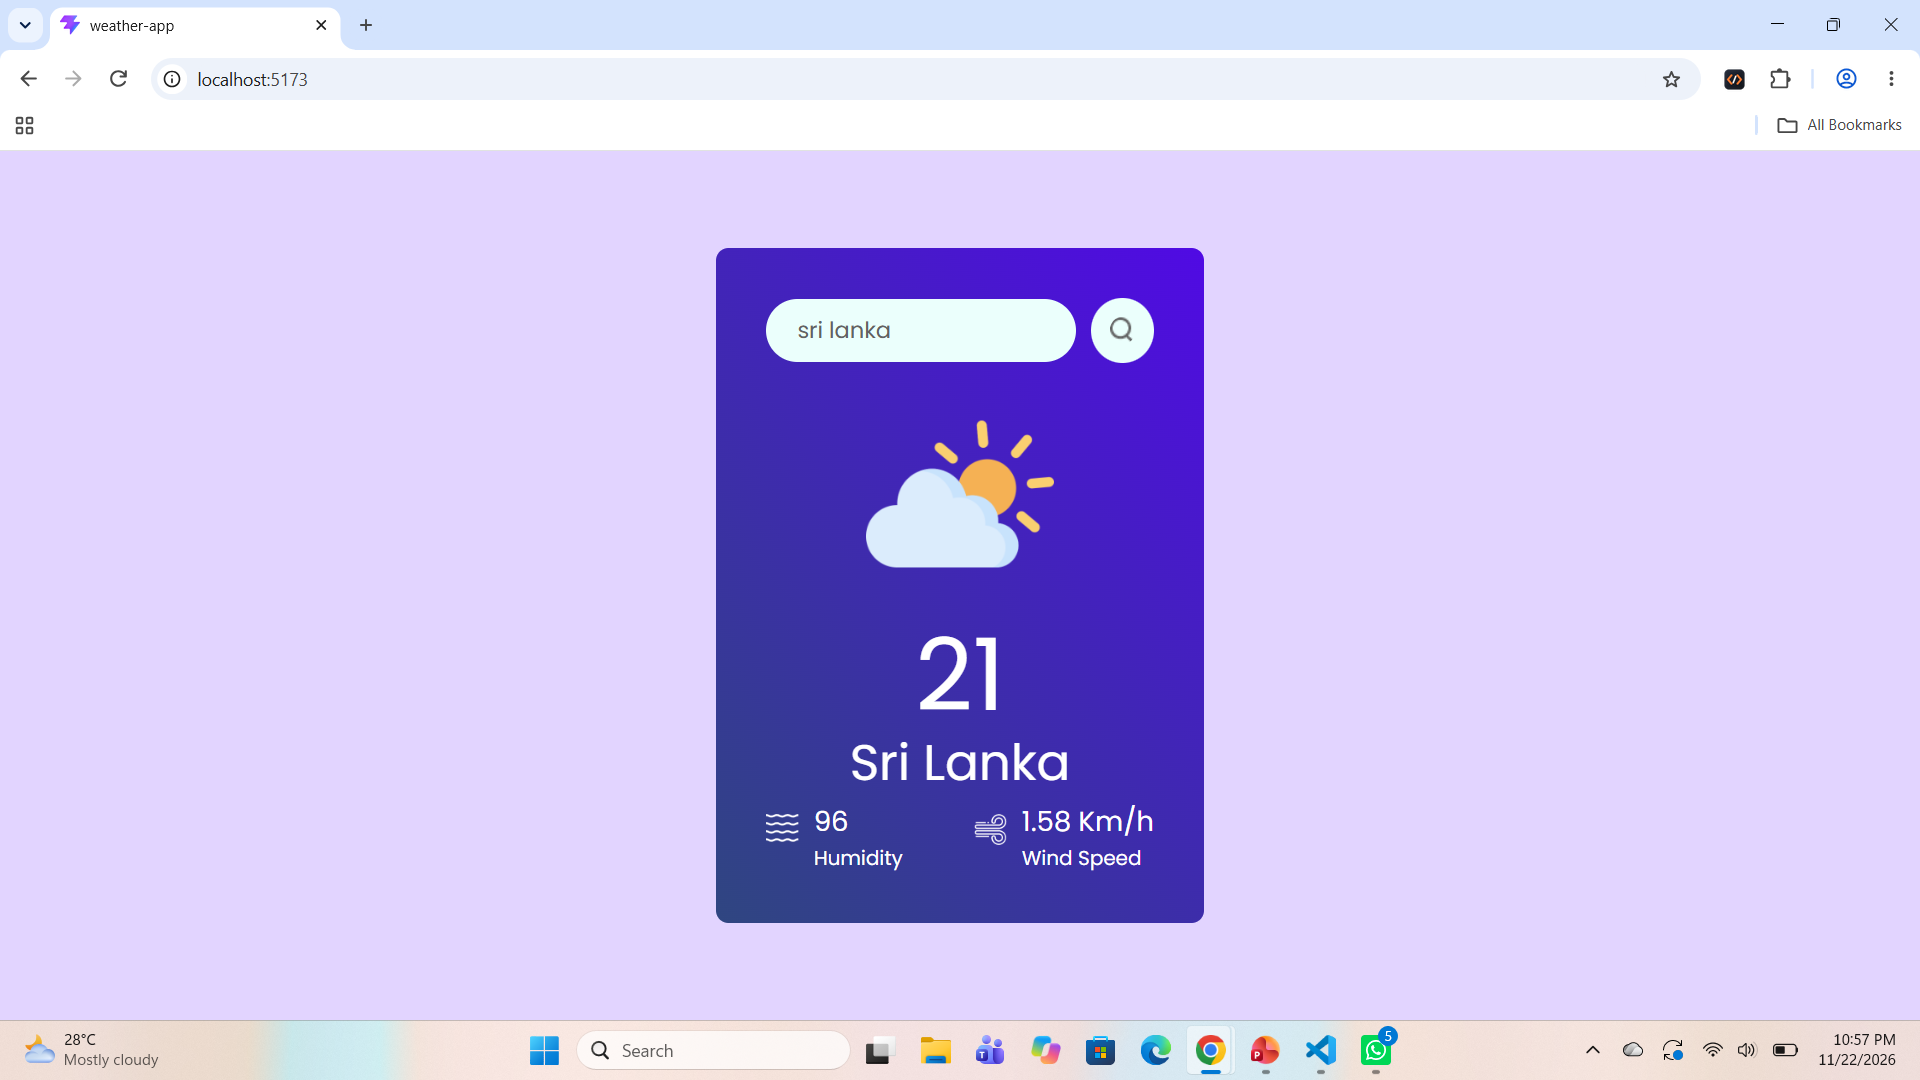 weather-app
localhost:5173
All Bookmarks
sri lanka
21
Sri Lanka
96
Humidity
1.58 Km/h
Wind Speed
28°C
Mostly cloudy
Search
5
10:57 PM
11/22/2026